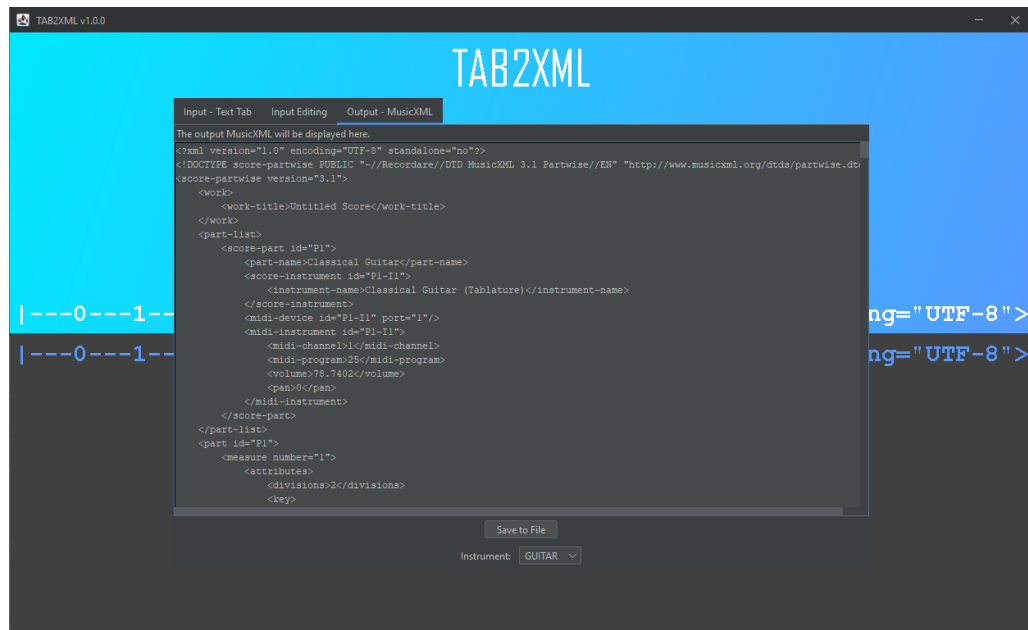 TAB2XML v1.0.0
TAB2XML
Input - Text Tab Input Editing Output - MusicXML
The output MusicXML will be displayed here.
<?xml version="1.0" encoding="UTF-8" standalone="no"?>
<!DOCTYPE score-partwise PUBLIC "-//Recordare//DTD MusicXML 3.1 Partwise//EN" "http://www.musicxml.org/dtds/partwise.dtd
<score-partwise version="3.1">
<work>
<work-title>Untitled Score</work-title>
</work>
<part-list>
<score-part id="P1">
<part-name>Classical Guitar</part-name>
<score-instrument id="P1-I1">
<instrument-name>Classical Guitar (Tablature)</instrument-name>
</score-instrument>
<midi-device id="P1-I1" port="1"/>
<midi-instrument id="P1-I1">
<midi-channel>1</midi-channel>
<midi-program>25</midi-program>
<volume>78.7402</volume>
<pan>0</pan>
</midi-instrument>
</score-part>
</part-list>
<part id="P1">
<measure number="1">
<attributes>
<divisions>2</divisions>
<key>
|---0---1-- ng="UTF-8">
|---0---1-- ng="UTF-8">
Save to File
Instrument: GUITAR